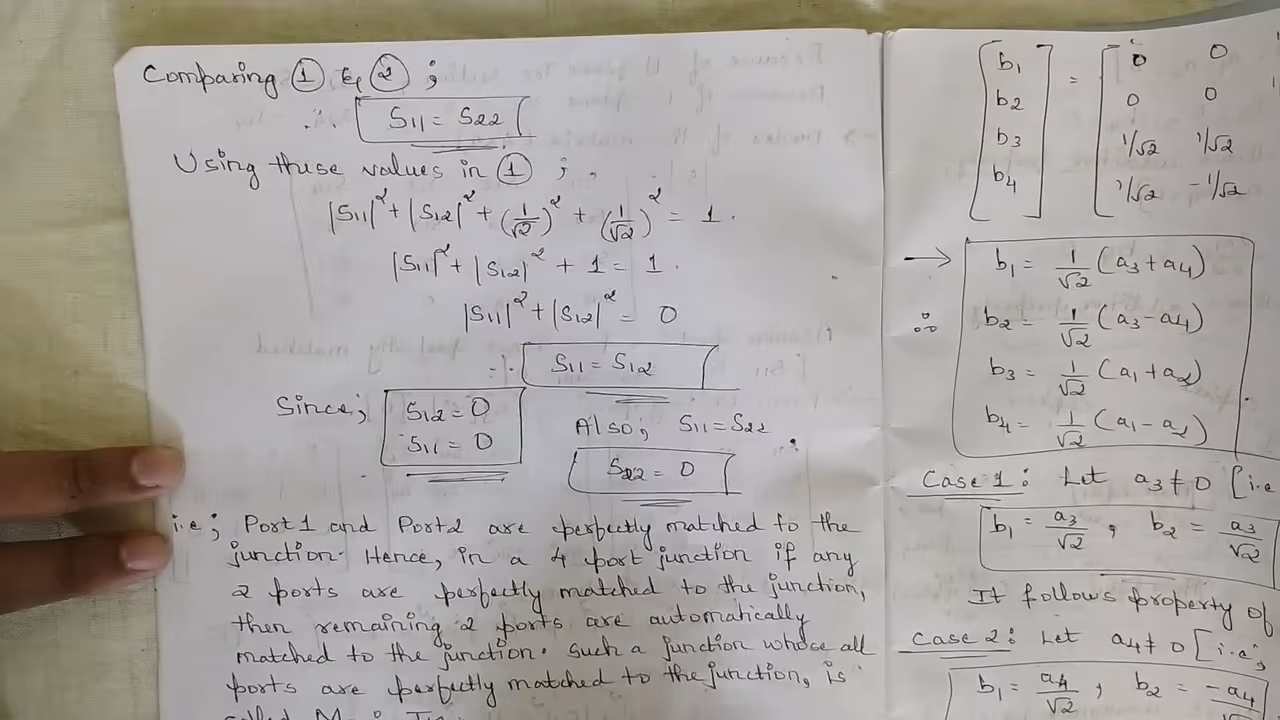 Comparing ① & ② ;
∴ S11 = S22
Using these values in ① ;
|S11|² + |S12|² + (1/√2)² + (1/√2)² = 1.
|S11|² + |S12|² + 1 = 1.
|S11|² + |S12|² = 0
∴ S11 = S12
Since; S12 = 0
S11 = 0
Also; S11 = S22
S22 = 0
i.e; Port 1 and Port 2 are perfectly matched to the
junction. Hence, in a 4 port junction if any
2 ports are perfectly matched to the junction,
then remaining 2 ports are automatically
matched to the junction. Such a junction whose all
ports are perfectly matched to the junction, is
called
b1 = 0 0
b2 0 0
b3 1/√2 1/√2
b4 1/√2 -1/√2
→ b1 = 1/√2 (a3 + a4)
∴ b2 = 1/√2 (a3 - a4)
b3 = 1/√2 (a1 + a2)
b4 = 1/√2 (a1 - a2)
Case 1: Let a3 ≠ 0 [i.e
b1 = a3/√2 , b2 = a3/√2
It follows property of
Case 2: Let a4 ≠ 0 [i.e;
b1 = a4/√2 , b2 = -a4/√2